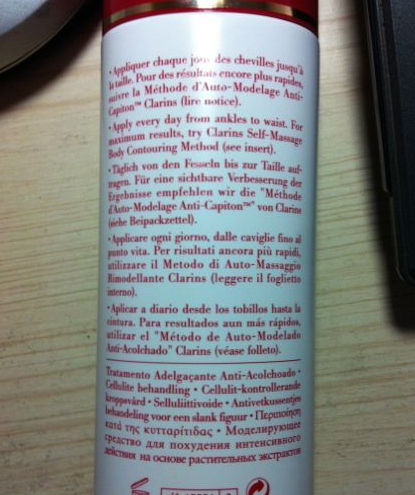 • Appliquer chaque jour des chevilles jusqu'à
la taille. Pour des résultats encore plus rapides,
suivre la Méthode d'Auto-Modelage Anti-
Capiton™ Clarins (lire notice).
• Apply every day from ankles to waist. For
maximum results, try Clarins Self-Massage
Body Contouring Method (see insert).
• Täglich von den Fesseln bis zur Taille auf-
tragen. Für eine sichtbare Verbesserung der
Ergebnisse empfehlen wir die "Méthode
d'Auto-Modelage Anti-Capiton™" von Clarins
(siehe Beipackzettel).
• Applicare ogni giorno, dalle caviglie fino al
punto vita. Per risultati ancora più rapidi,
utilizzare il Metodo di Auto-Massaggio
Rimodellante Clarins (leggere il foglietto
interno).
• Aplicar a diario desde los tobillos hasta la
cintura. Para resultados aun más rápidos,
utilizar el "Método de Auto-Modelado
Anti-Acolchado" Clarins (véase folleto).
Tratamento Adelgaçante Anti-Acolchoado •
Cellulite behandling • Cellulit-kontrollerande
kroppsvård • Selluliittivoide • Antivetkussentjes
behandeling voor een slank figuur • Περιποίηση
κατά της κυτταρίτιδας • Моделирующее
средство для похудения интенсивного
действия на основе растительных экстрактов